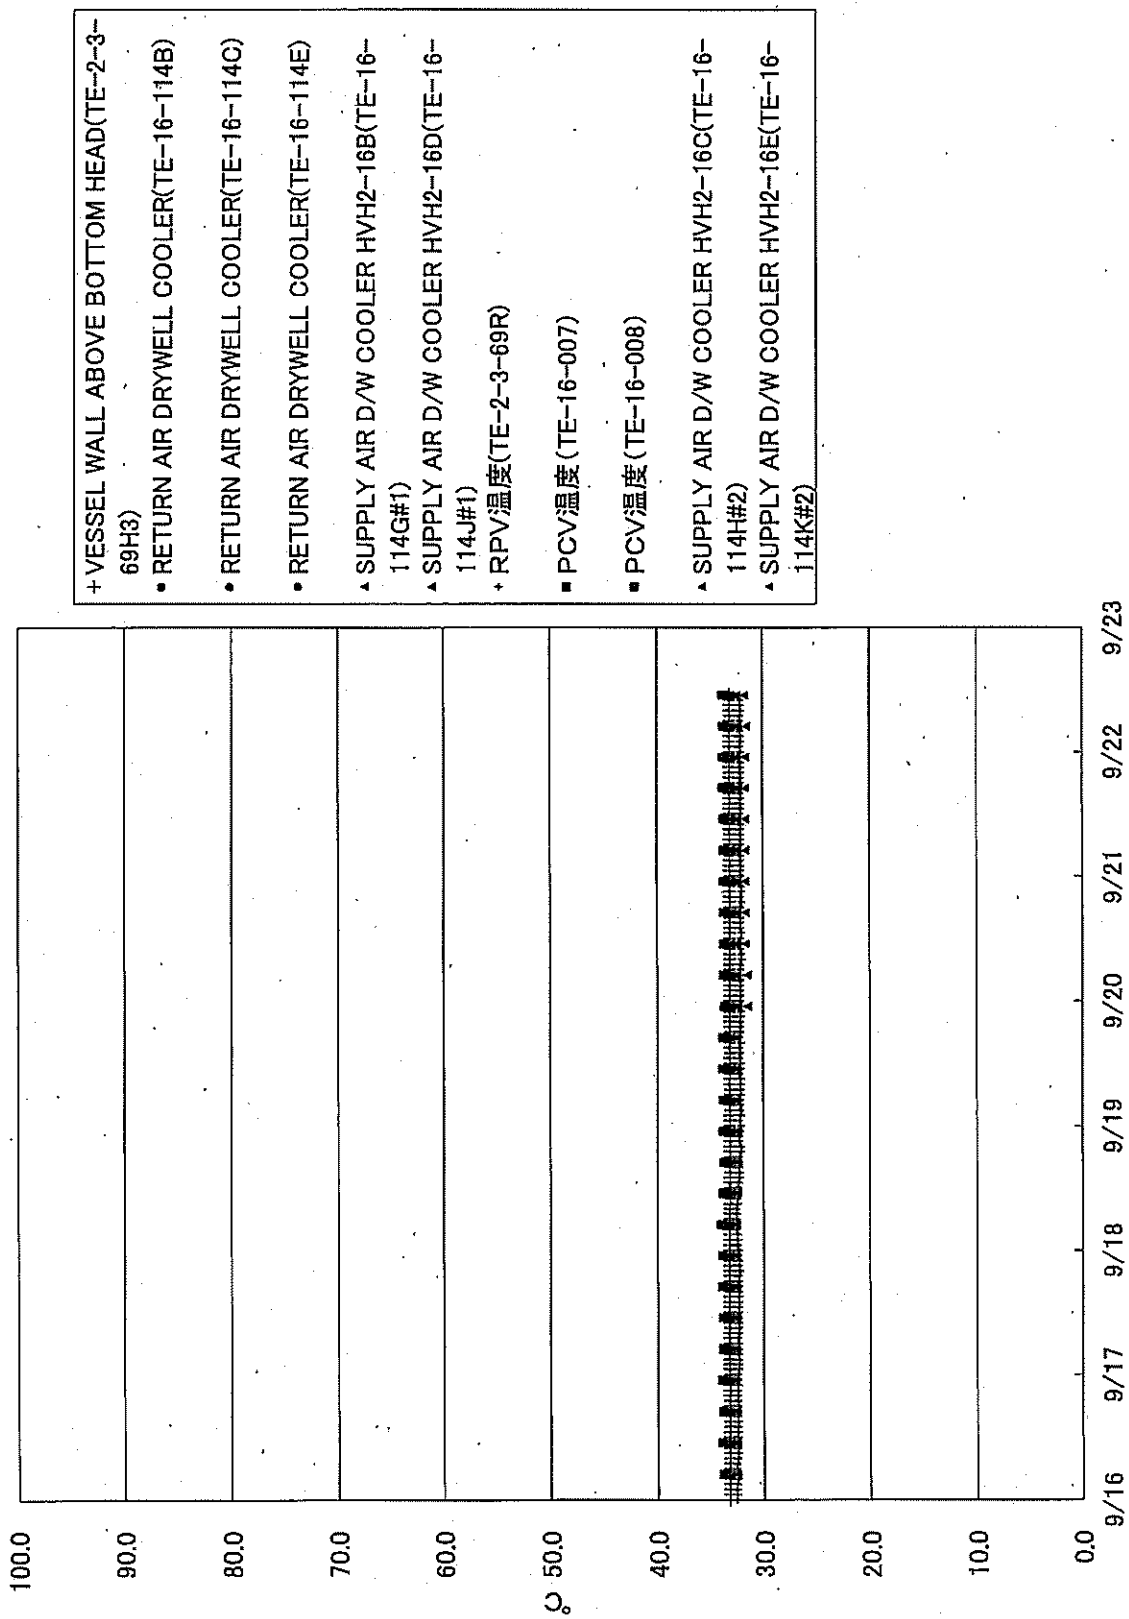 100.0
90.0
80.0
70.0
60.0
50.0
40.0
30.0
20.0
10.0
0.0
℃
9/16
9/17
9/18
9/19
9/20
9/21
9/22
9/23
+ VESSEL WALL ABOVE BOTTOM HEAD(TE-2-3-
69H3)
● RETURN AIR DRYWELL COOLER(TE-16-114B)
● RETURN AIR DRYWELL COOLER(TE-16-114C)
● RETURN AIR DRYWELL COOLER(TE-16-114E)
▲ SUPPLY AIR D/W COOLER HVH2-16B(TE-16-
114G#1)
▲ SUPPLY AIR D/W COOLER HVH2-16D(TE-16-
114J#1)
+ RPV温度(TE-2-3-69R)
■ PCV温度(TE-16-007)
■ PCV温度(TE-16-008)
▲ SUPPLY AIR D/W COOLER HVH2-16C(TE-16-
114H#2)
▲ SUPPLY AIR D/W COOLER HVH2-16E(TE-16-
114K#2)